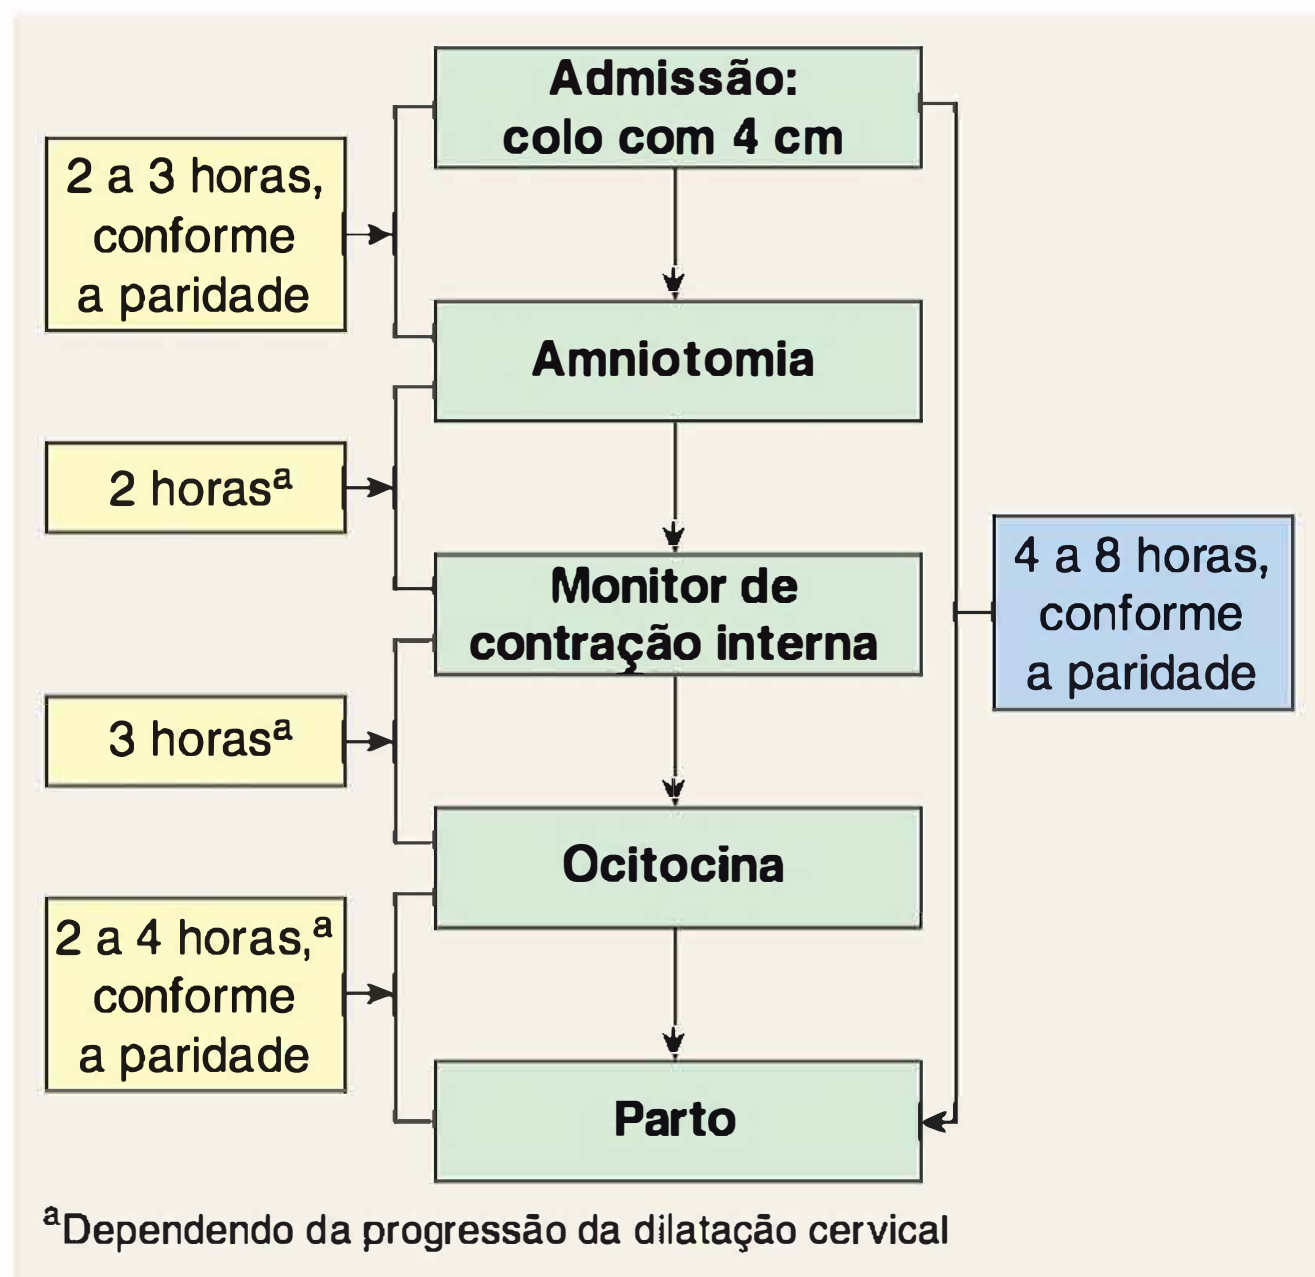 Admissão:
colo com 4 cm
2 a 3 horas,
conforme
a paridade
Amniotomia
2 horasª
Monitor de
contração interna
4 a 8 horas,
conforme
a paridade
3 horasª
Ocitocina
2 a 4 horas,ª
conforme
a paridade
Parto
ªDependendo da progressão da dilatação cervical